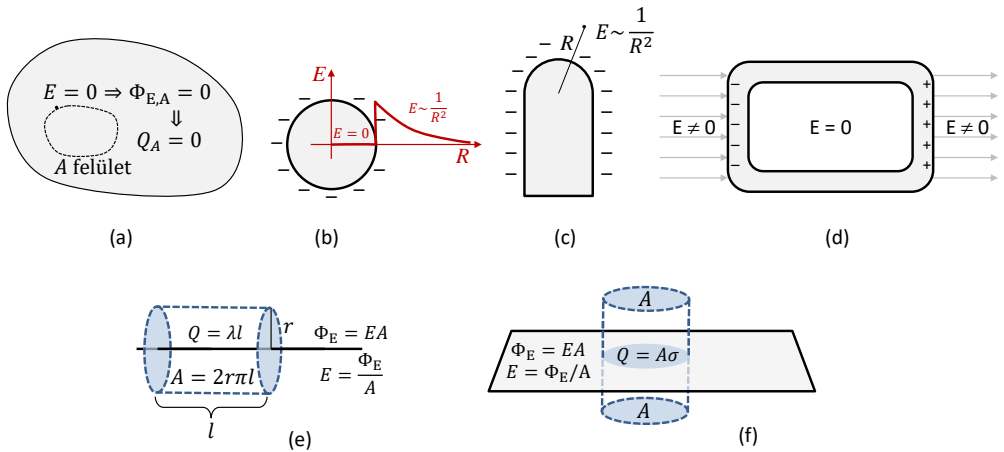 E = 0 ⇒ Φ_E,A = 0
⇓
Q_A = 0
A felület
(a)
E
E = 0
E~ 1/R²
R
(b)
R
E~ 1/R²
(c)
E ≠ 0
E = 0
E ≠ 0
(d)
Q = λl
A = 2rπl
r
l
Φ_E = EA
E = Φ_E/A
(e)
A
Φ_E = EA
E = Φ_E/A
Q = Aσ
A
(f)